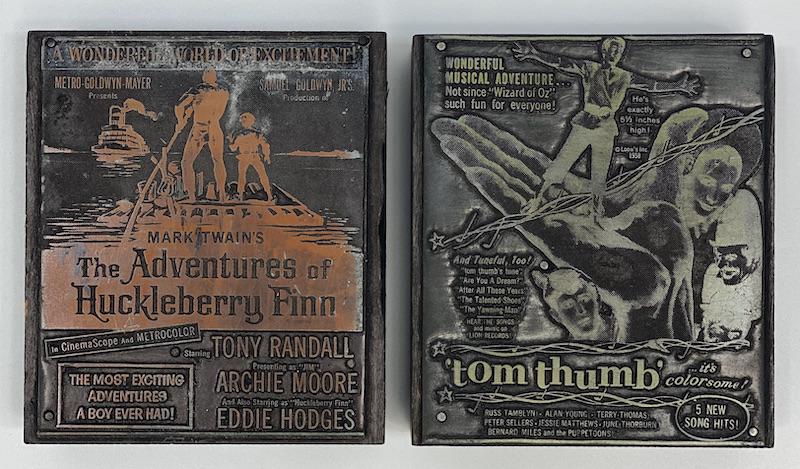 A WONDERFUL WORLD OF EXCITEMENT!
METRO-GOLDWYN-MAYER
Presents
SAMUEL GOLDWYN, JR'S.
Production of
MARK TWAIN'S
The Adventures of
Huckleberry Finn
In CinemaScope And METROCOLOR
Starring TONY RANDALL
Presenting as "JIM"
ARCHIE MOORE
And Also Starring as "Huckleberry Finn"
EDDIE HODGES
THE MOST EXCITING
ADVENTURES
A BOY EVER HAD!
WONDERFUL
MUSICAL ADVENTURE...
Not since "Wizard of Oz"
such fun for everyone!
He's
exactly
5½ inches
high!
© Loew's Inc.
1958
And Tuneful, Too!
"tom thumb's tune"
"Are You A Dream?"
"After All These Years"
"The Talented Shoes"
"The Yawning Man"
HEAR THE SONGS
and music on
LION RECORDS!
'tom thumb'
...it's
colorsome!
RUSS TAMBLYN • ALAN YOUNG • TERRY-THOMAS
PETER SELLERS • JESSIE MATTHEWS • JUNE THORBURN
BERNARD MILES and the PUPPETOONS
5 NEW
SONG HITS!